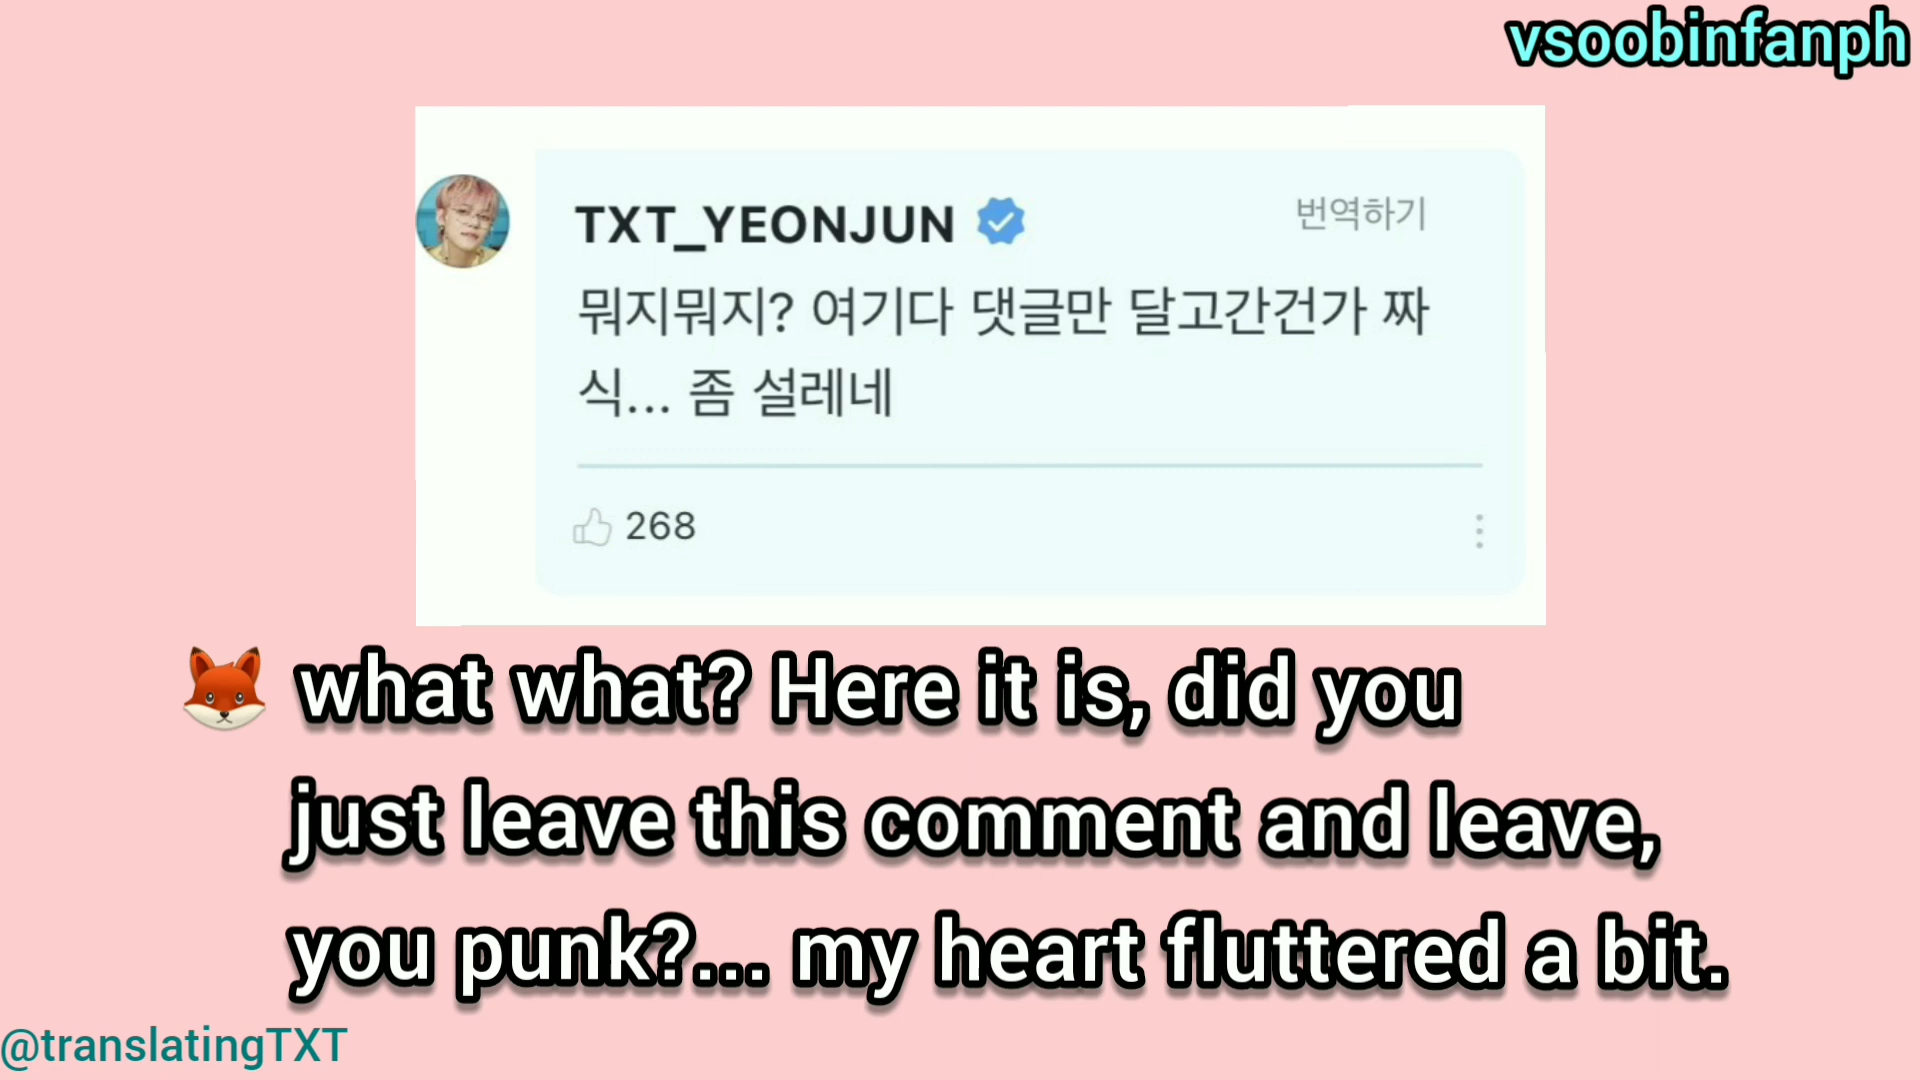 vsoobinfanph
TXT_YEONJUN
번역하기
뭐지뭐지? 여기다 댓글만 달고간건가 짜
식... 좀 설레네
268
what what? Here it is, did you
just leave this comment and leave,
you punk?... my heart fluttered a bit.
@translatingTXT